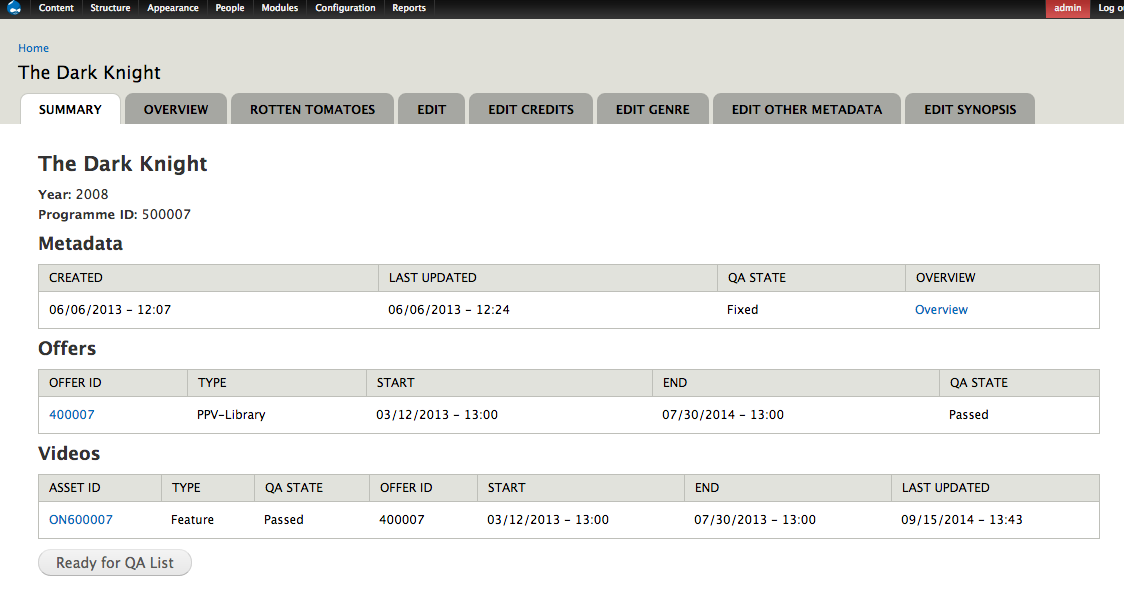 Content Structure Appearance People Modules Configuration Reports admin Log o
Home
The Dark Knight
SUMMARY OVERVIEW ROTTEN TOMATOES EDIT EDIT CREDITS EDIT GENRE EDIT OTHER METADATA EDIT SYNOPSIS
The Dark Knight
Year: 2008
Programme ID: 500007
Metadata
CREATED LAST UPDATED QA STATE OVERVIEW
06/06/2013 - 12:07 06/06/2013 - 12:24 Fixed Overview
Offers
OFFER ID TYPE START END QA STATE
400007 PPV-Library 03/12/2013 - 13:00 07/30/2014 - 13:00 Passed
Videos
ASSET ID TYPE QA STATE OFFER ID START END LAST UPDATED
ON600007 Feature Passed 400007 03/12/2013 - 13:00 07/30/2013 - 13:00 09/15/2014 - 13:43
Ready for QA List